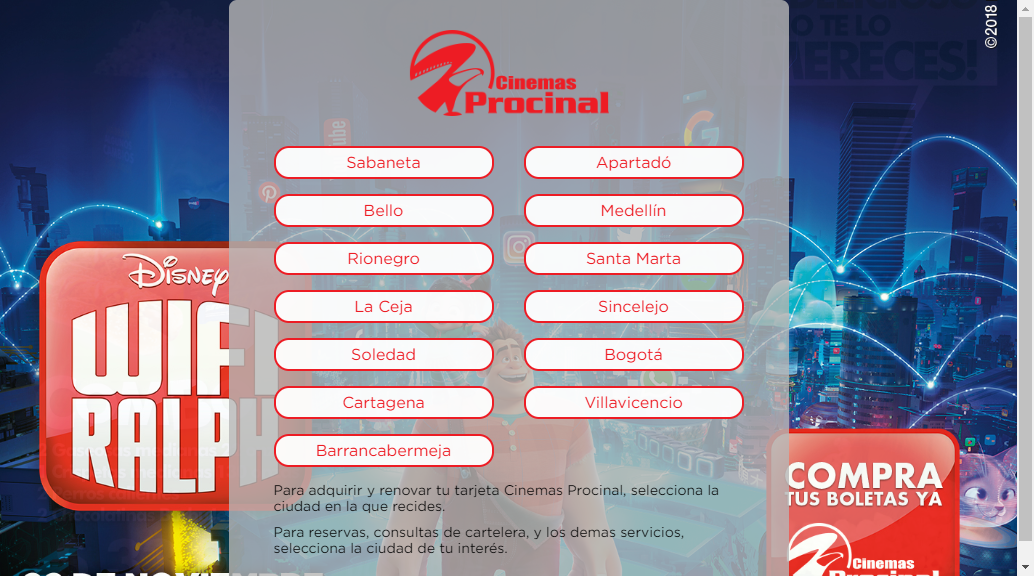 DELICIOSO
O TE LO
MERECES!
©2018
Cinemas
Procinal
Sabaneta
Apartadó
Bello
Medellín
Rionegro
Santa Marta
La Ceja
Sincelejo
Soledad
Bogotá
Cartagena
Villavicencio
Barrancabermeja
Para adquirir y renovar tu tarjeta Cinemas Procinal, selecciona la
ciudad en la que recides.
Para reservas, consultas de cartelera, y los demas servicios,
selecciona la ciudad de tu interés.
DISNEY
WIFI
RALPH
COMPRA
TUS BOLETAS YA
Cinemas
Procinal
DE NOVIEMBRE